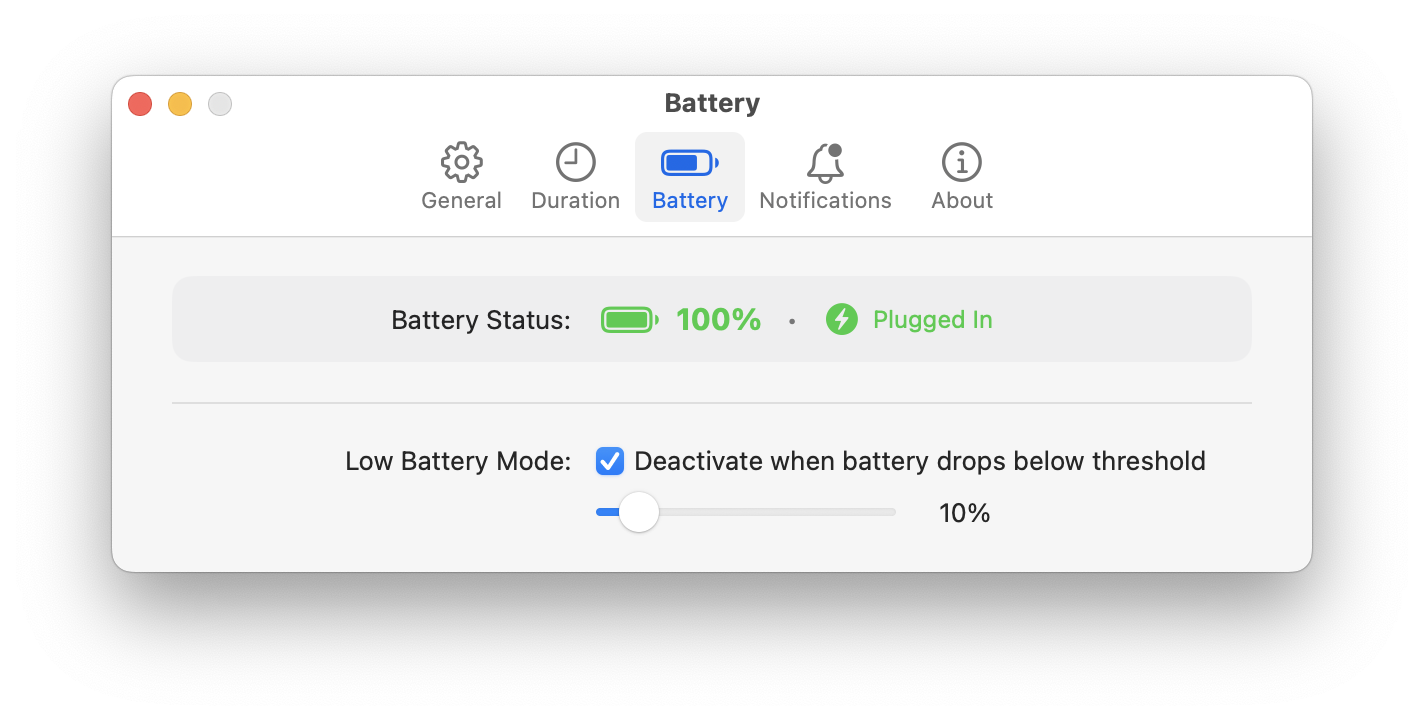 Battery
General Duration Battery Notifications About
Battery Status: 100% · Plugged In
Low Battery Mode: Deactivate when battery drops below threshold
10%